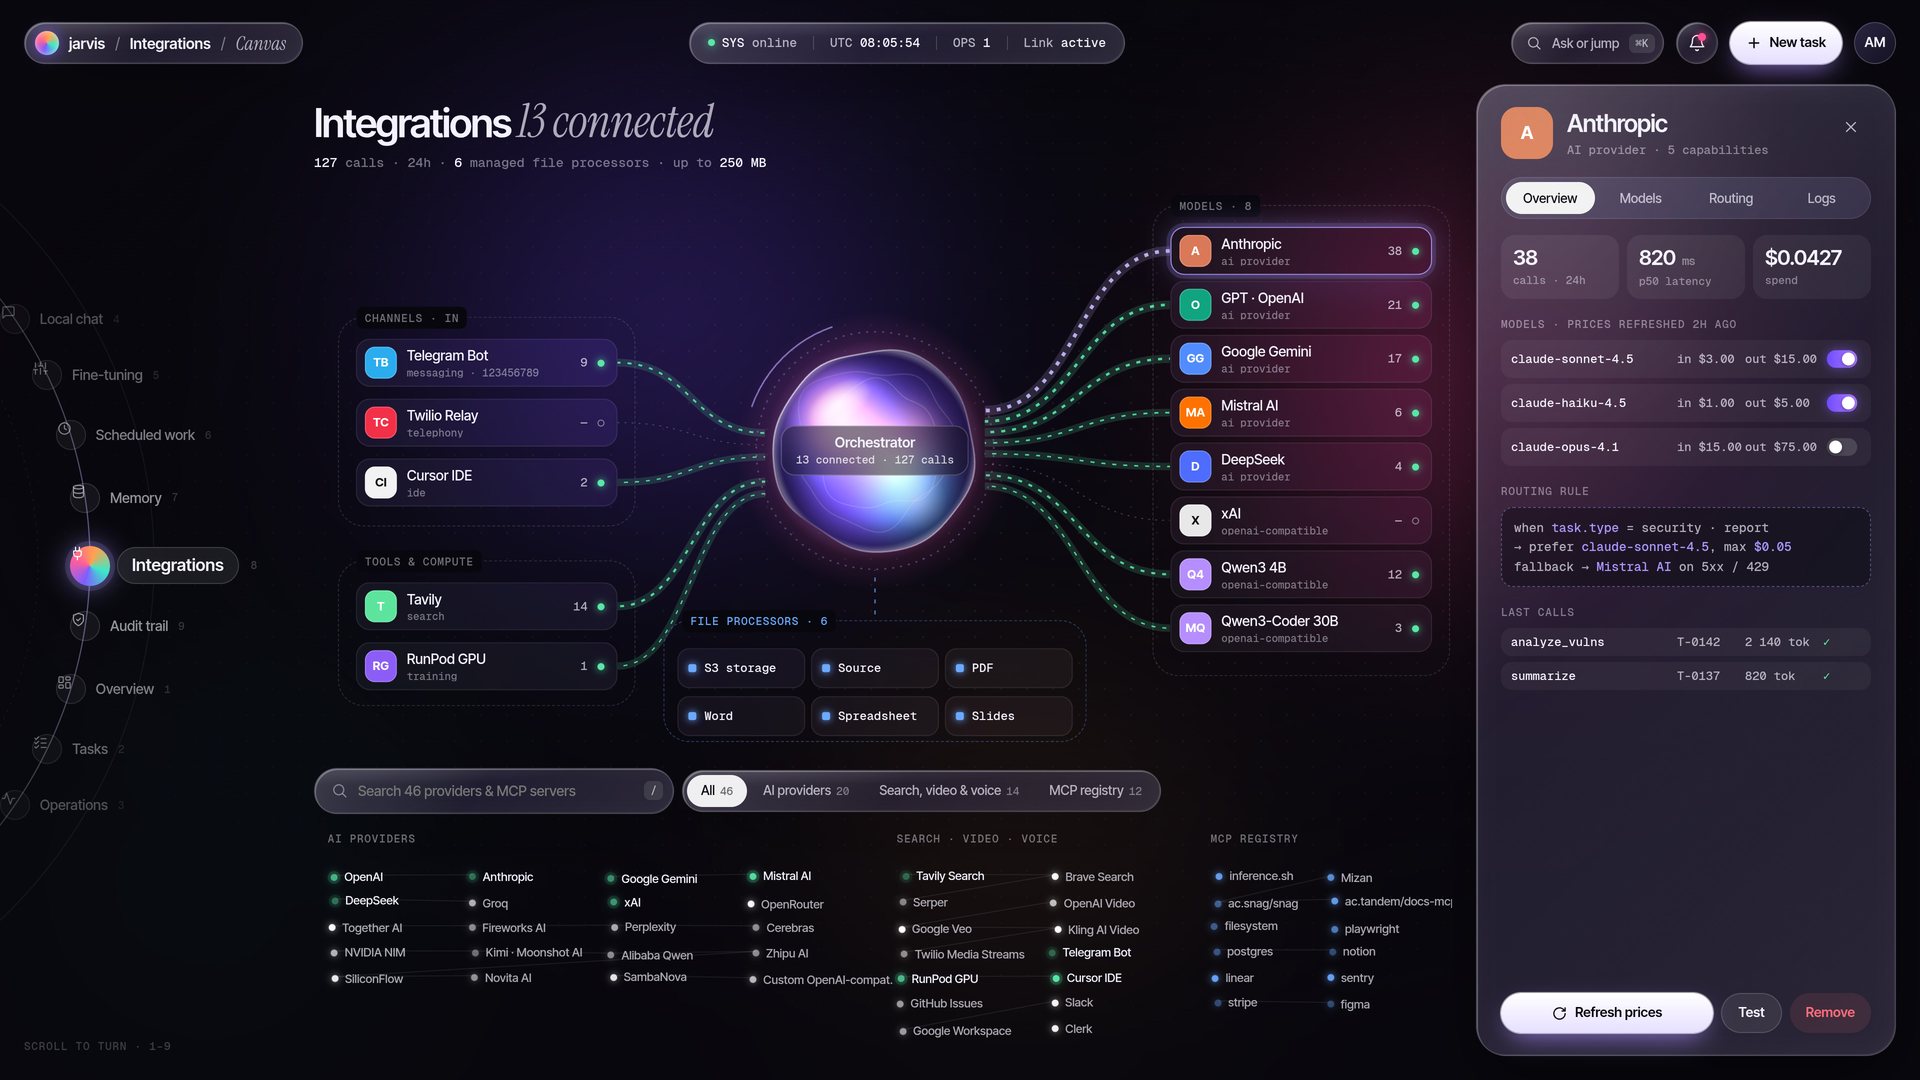 jarvis / Integrations / Canvas
SYS online UTC 08:05:54 OPS 1 Link active
Ask or jump ⌘K
New task
AM
Integrations 13 connected
127 calls · 24h · 6 managed file processors · up to 250 MB
Local chat 4
Fine-tuning 5
Scheduled work 6
Memory 7
Integrations 8
Audit trail 9
Overview 1
Tasks 2
Operations 3
SCROLL TO TURN · 1–9
CHANNELS · IN
TB Telegram Bot 9
messaging · 123456789
TC Twilio Relay –
telephony
CI Cursor IDE 2
ide
TOOLS & COMPUTE
T Tavily 14
search
RG RunPod GPU 1
training
Orchestrator
13 connected · 127 calls
FILE PROCESSORS · 6
S3 storage Source PDF
Word Spreadsheet Slides
MODELS · 8
A Anthropic 38
ai provider
O GPT · OpenAI 21
ai provider
GG Google Gemini 17
ai provider
MA Mistral AI 6
ai provider
D DeepSeek 4
ai provider
X xAI –
openai-compatible
Q4 Qwen3 4B 12
openai-compatible
MQ Qwen3-Coder 30B 3
openai-compatible
Search 46 providers & MCP servers /
All 46 AI providers 20 Search, video & voice 14 MCP registry 12
AI PROVIDERS
OpenAI Anthropic Google Gemini Mistral AI
DeepSeek Groq xAI OpenRouter
Together AI Fireworks AI Perplexity Cerebras
NVIDIA NIM Kimi · Moonshot AI Alibaba Qwen Zhipu AI
SiliconFlow Novita AI SambaNova Custom OpenAI-compat.
SEARCH · VIDEO · VOICE
Tavily Search Brave Search
Serper OpenAI Video
Google Veo Kling AI Video
Twilio Media Streams Telegram Bot
RunPod GPU Cursor IDE
GitHub Issues Slack
Google Workspace Clerk
MCP REGISTRY
inference.sh Mizan
ac.snag/snag ac.tandem/docs-mcp
filesystem playwright
postgres notion
linear sentry
stripe figma
A Anthropic
AI provider · 5 capabilities
Overview Models Routing Logs
38 820 ms $0.0427
calls · 24h p50 latency spend
MODELS · PRICES REFRESHED 2H AGO
claude-sonnet-4.5 in $3.00 out $15.00
claude-haiku-4.5 in $1.00 out $5.00
claude-opus-4.1 in $15.00 out $75.00
ROUTING RULE
when task.type = security · report
→ prefer claude-sonnet-4.5, max $0.05
fallback → Mistral AI on 5xx / 429
LAST CALLS
analyze_vulns T-0142 2 140 tok ✓
summarize T-0137 820 tok ✓
Refresh prices Test Remove